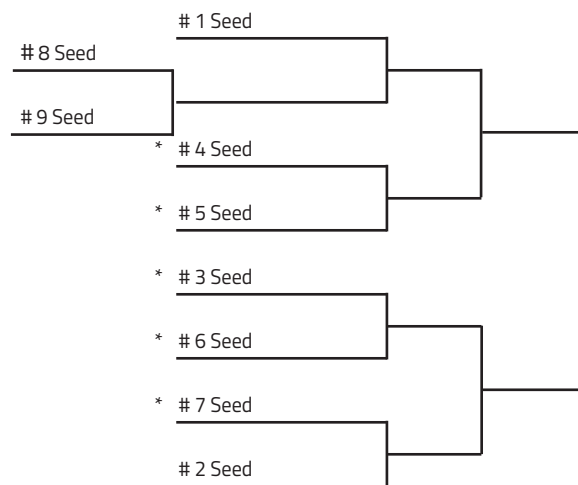 # 1 Seed
# 8 Seed
# 9 Seed
* # 4 Seed
* # 5 Seed
* # 3 Seed
* # 6 Seed
* # 7 Seed
# 2 Seed